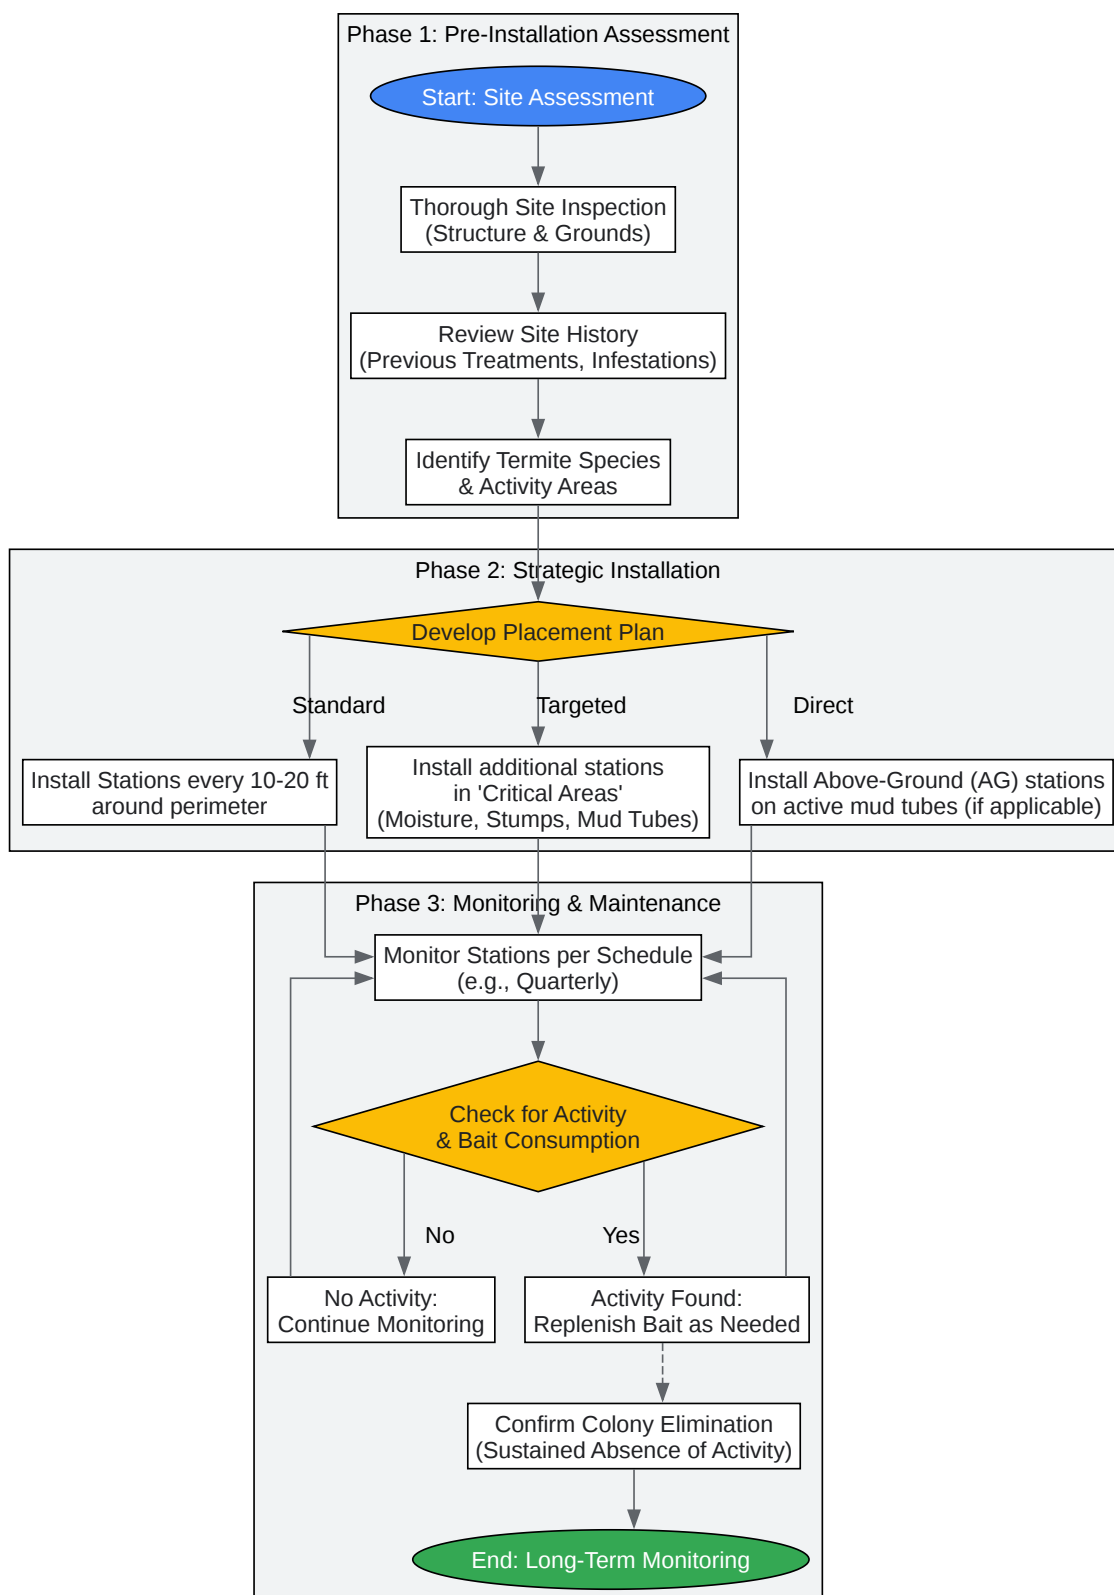 Phase 1: Pre-Installation Assessment
Start: Site Assessment
Thorough Site Inspection
(Structure & Grounds)
Review Site History
(Previous Treatments, Infestations)
Identify Termite Species
& Activity Areas
Phase 2: Strategic Installation
Develop Placement Plan
Standard
Targeted
Direct
Install Stations every 10-20 ft
around perimeter
Install additional stations
in 'Critical Areas'
(Moisture, Stumps, Mud Tubes)
Install Above-Ground (AG) stations
on active mud tubes (if applicable)
Phase 3: Monitoring & Maintenance
Monitor Stations per Schedule
(e.g., Quarterly)
Check for Activity
& Bait Consumption
No
Yes
No Activity:
Continue Monitoring
Activity Found:
Replenish Bait as Needed
Confirm Colony Elimination
(Sustained Absence of Activity)
End: Long-Term Monitoring